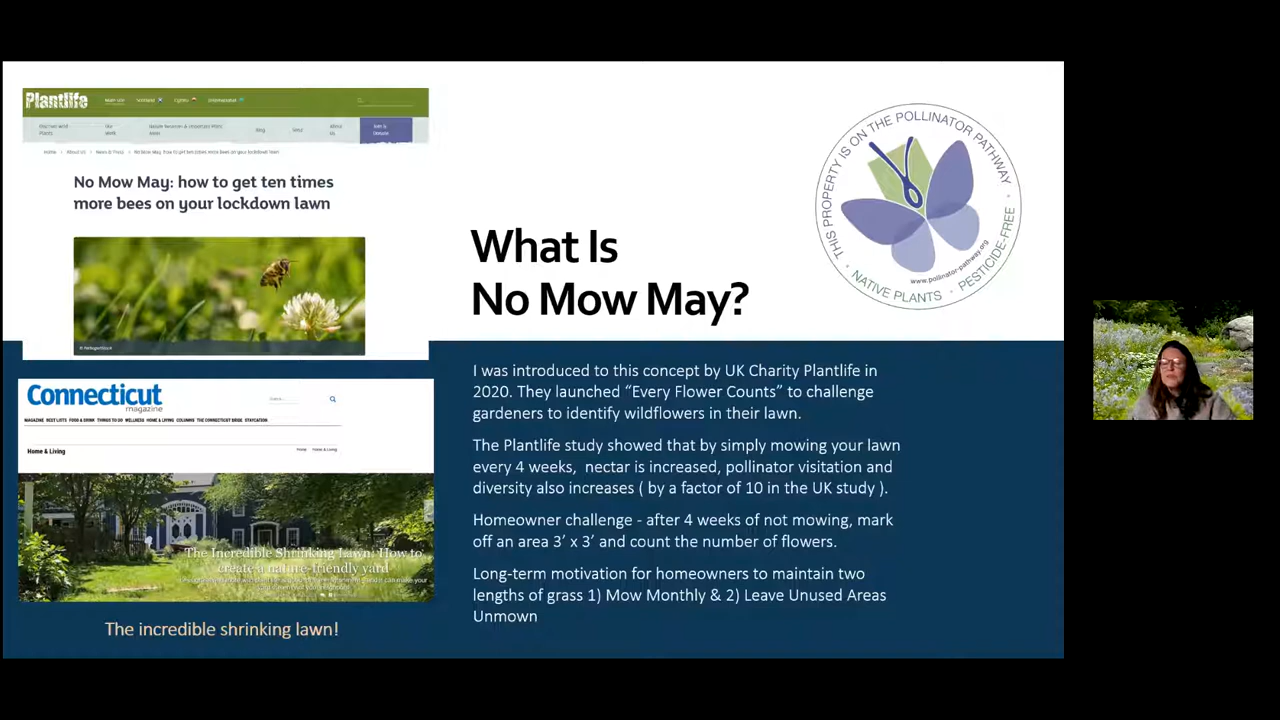 Plantlife
No Mow May: how to get ten times
more bees on your lockdown lawn
Connecticut
magazine
Home & Living
The Incredible Shrinking Lawn: How to
create a nature-friendly yard
The incredible shrinking lawn!
What Is
No Mow May?
THIS PROPERTY IS ON THE POLLINATOR PATHWAY
• NATIVE PLANTS • PESTICIDE-FREE •
www.pollinator-pathway.org
I was introduced to this concept by UK Charity Plantlife in
2020. They launched “Every Flower Counts” to challenge
gardeners to identify wildflowers in their lawn.
The Plantlife study showed that by simply mowing your lawn
every 4 weeks, nectar is increased, pollinator visitation and
diversity also increases ( by a factor of 10 in the UK study ).
Homeowner challenge - after 4 weeks of not mowing, mark
off an area 3’ x 3’ and count the number of flowers.
Long-term motivation for homeowners to maintain two
lengths of grass 1) Mow Monthly & 2) Leave Unused Areas
Unmown